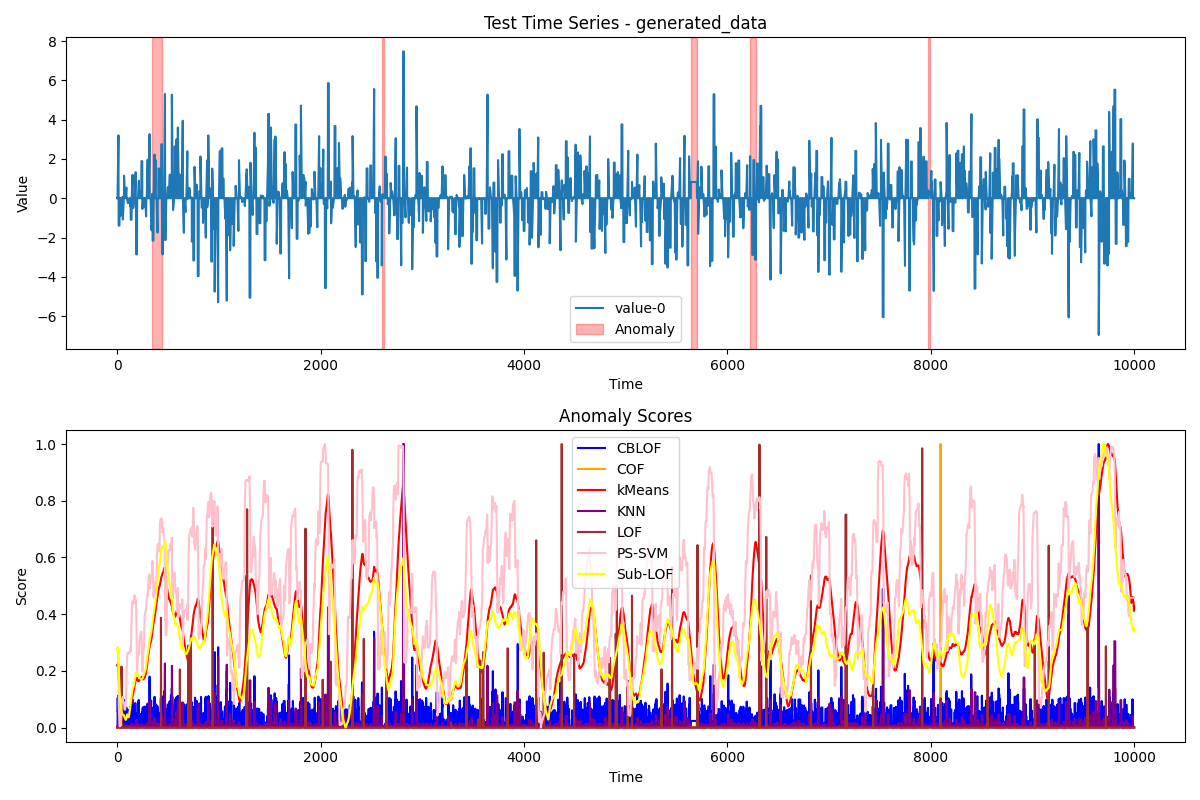 Test Time Series - generated_data
8
6
4
2
0
−2
−4
−6
Value
value-0
Anomaly
0 2000 4000 6000 8000 10000
Time
Anomaly Scores
1.0
0.8
0.6
0.4
0.2
0.0
Score
CBLOF
COF
kMeans
KNN
LOF
PS-SVM
Sub-LOF
0 2000 4000 6000 8000 10000
Time